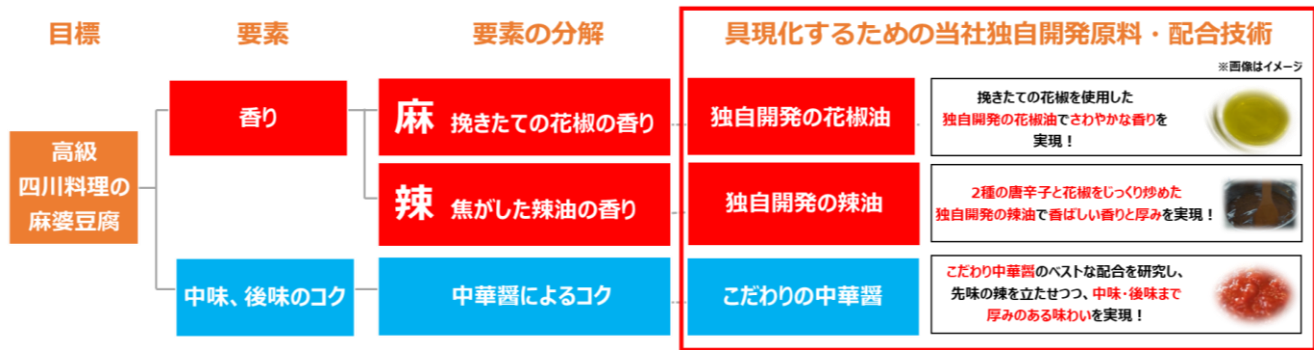 目標
要素
要素の分解
具現化するための当社独自開発原料・配合技術
※画像はイメージ
高級
四川料理の
麻婆豆腐
香り
麻 挽きたての花椒の香り
独自開発の花椒油
挽きたての花椒を使用した
独自開発の花椒油でさわやかな香りを
実現！
辣 焦がした辣油の香り
独自開発の辣油
2種の唐辛子と花椒をじっくり炒めた
独自開発の辣油で香ばしい香りと厚みを実現！
中味、後味のコク
中華醤によるコク
こだわりの中華醤
こだわり中華醤のベストな配合を研究し、
先味の辣を立たせつつ、中味・後味まで
厚みのある味わいを実現！